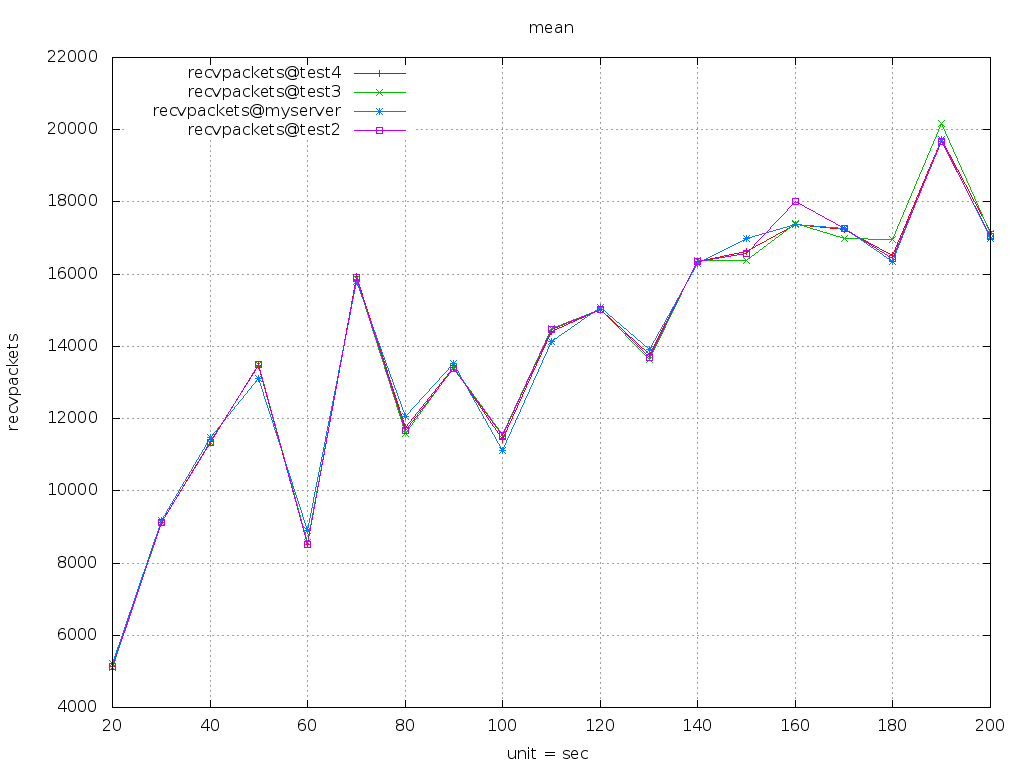 mean
22000
20000
18000
16000
14000
12000
10000
8000
6000
4000
recvpackets
recvpackets@test4
recvpackets@test3
recvpackets@myserver
recvpackets@test2
20 40 60 80 100 120 140 160 180 200
unit = sec